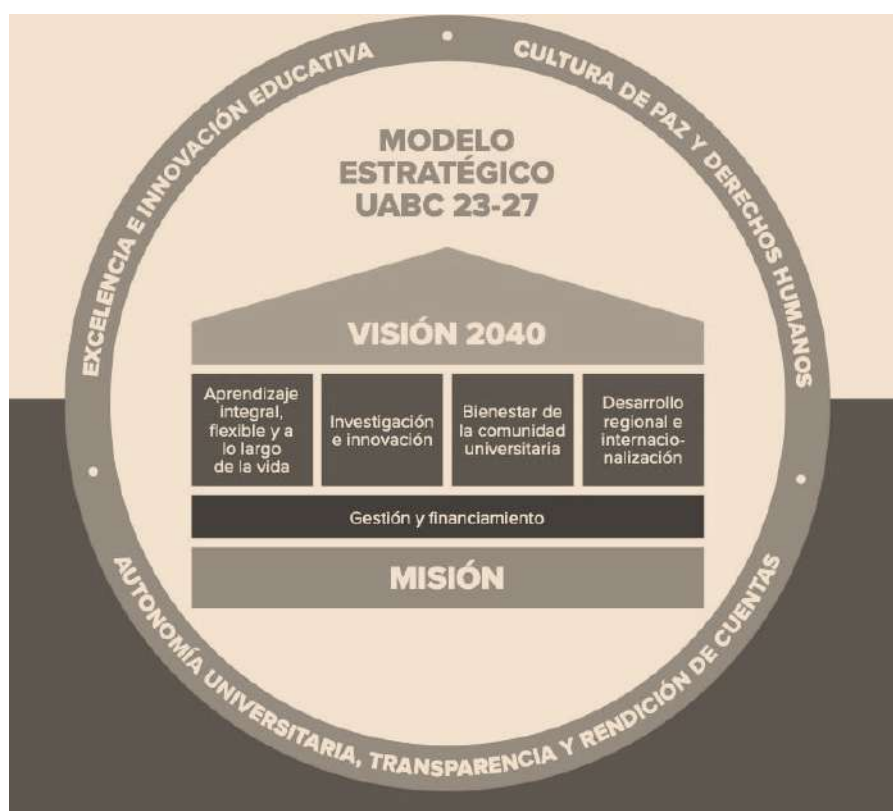 EXCELENCIA E INNOVACIÓN EDUCATIVA
CULTURA DE PAZ Y DERECHOS HUMANOS
MODELO
ESTRATÉGICO
UABC 23-27
VISIÓN 2040
Aprendizaje
integral,
flexible y a
lo largo
de la vida
Investigación
e innovación
Bienestar de
la comunidad
universitaria
Desarrollo
regional e
internacio-
nalización
Gestión y financiamiento
MISIÓN
AUTONOMÍA UNIVERSITARIA, TRANSPARENCIA Y RENDICIÓN DE CUENTAS